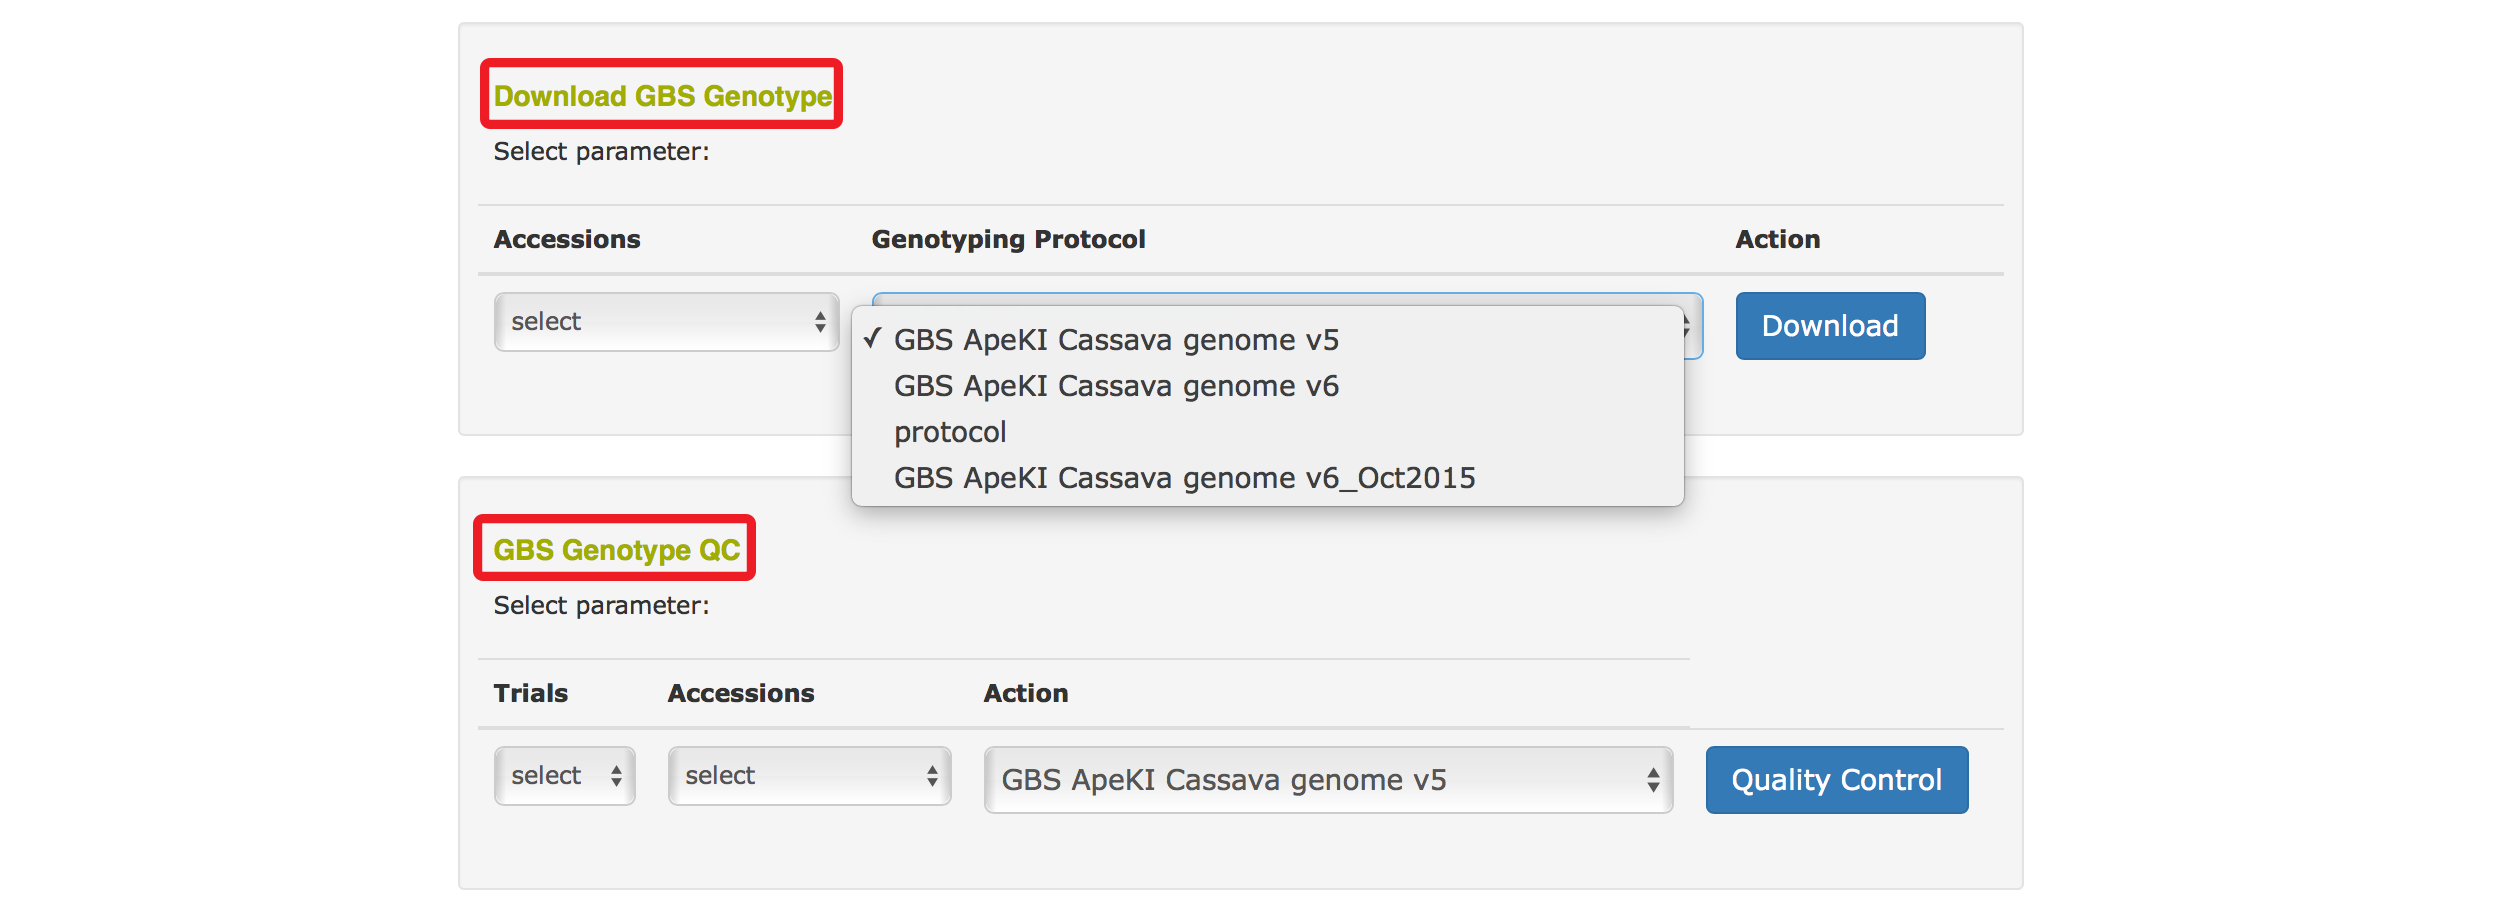 Download GBS Genotype
Select parameter:
Accessions Genotyping Protocol Action
select Download
✓ GBS ApeKI Cassava genome v5
GBS ApeKI Cassava genome v6
protocol
GBS ApeKI Cassava genome v6_Oct2015
GBS Genotype QC
Select parameter:
Trials Accessions Action
select select GBS ApeKI Cassava genome v5 Quality Control